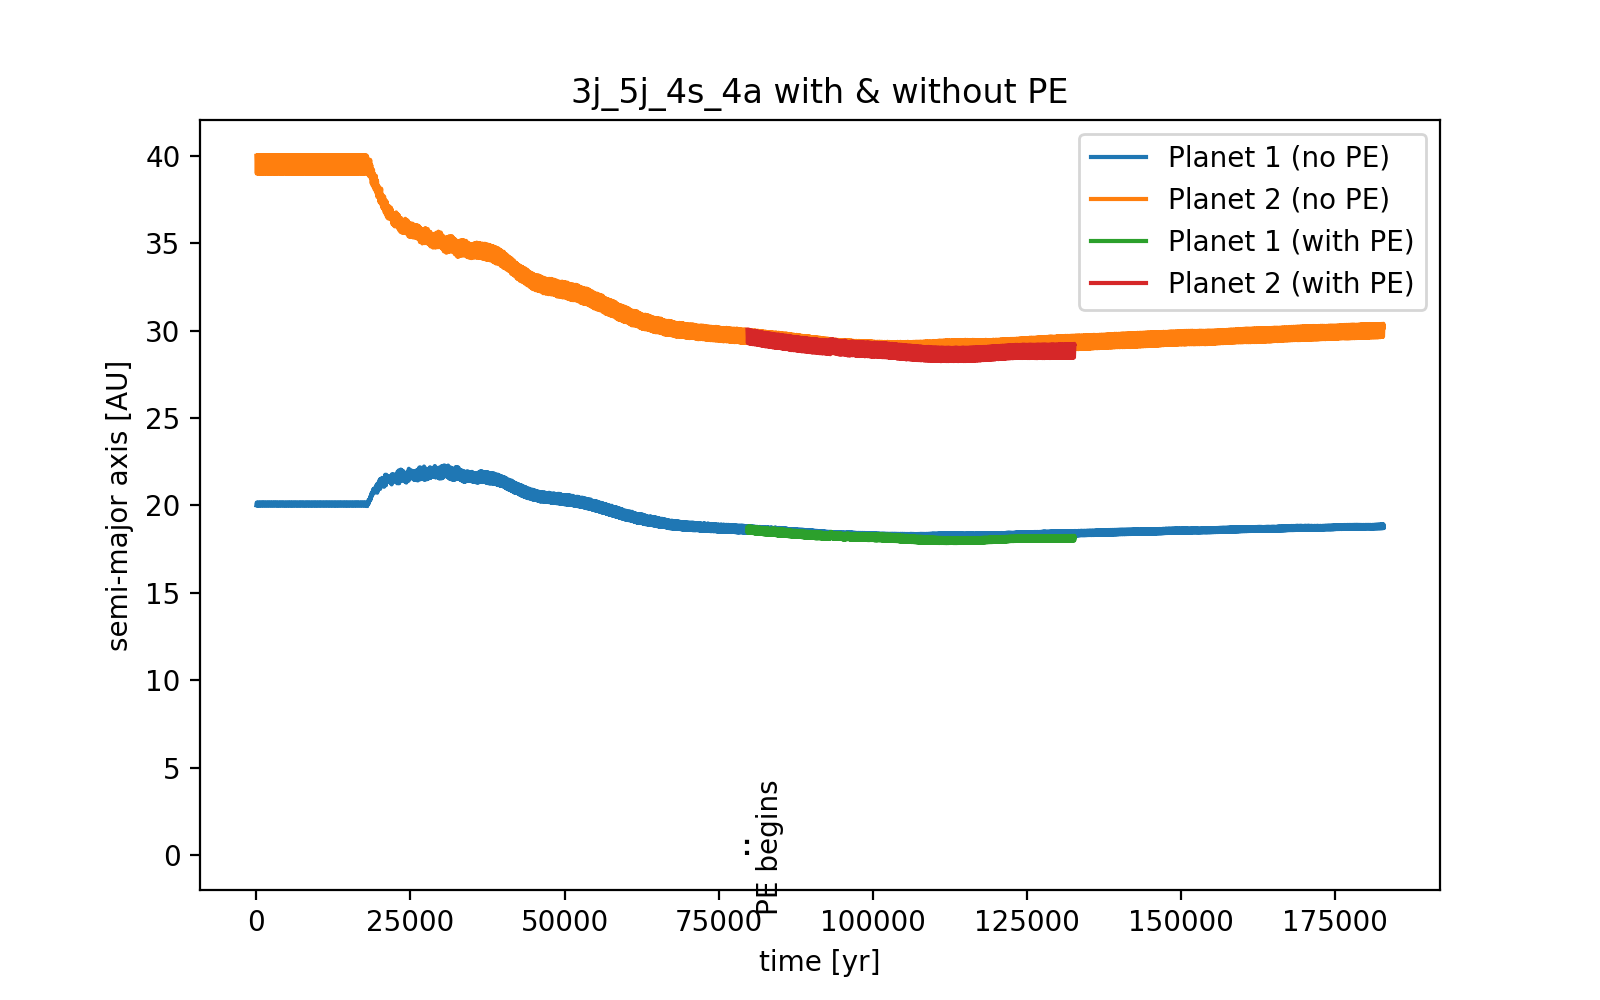 3j_5j_4s_4a with & without PE
Planet 1 (no PE)
Planet 2 (no PE)
Planet 1 (with PE)
Planet 2 (with PE)
semi-major axis [AU]
40
35
30
25
20
15
10
5
0
PE begins
0
25000
50000
75000
100000
125000
150000
175000
time [yr]